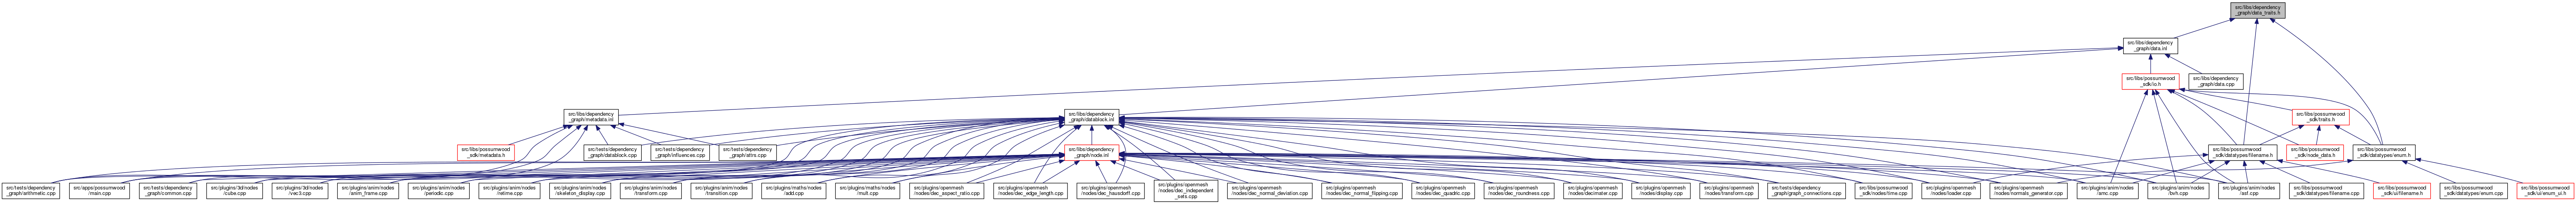 src/libs/dependency
_graph/data_traits.h
src/libs/dependency
_graph/data.inl
src/libs/possumwood
_sdk/io.h
src/libs/dependency
_graph/data.cpp
src/libs/dependency
_graph/metadata.inl
src/libs/dependency
_graph/datablock.inl
src/libs/possumwood
_sdk/traits.h
src/libs/possumwood
_sdk/metadata.h
src/tests/dependency
_graph/datablock.cpp
src/tests/dependency
_graph/influences.cpp
src/tests/dependency
_graph/attrs.cpp
src/libs/dependency
_graph/node.inl
src/libs/possumwood
_sdk/datatypes/filename.h
src/libs/possumwood
_sdk/node_data.h
src/libs/possumwood
_sdk/datatypes/enum.h
src/tests/dependency
_graph/arithmetic.cpp
src/apps/possumwood
/main.cpp
src/tests/dependency
_graph/common.cpp
src/plugins/3d/nodes
/cube.cpp
src/plugins/3d/nodes
/vec3.cpp
src/plugins/anim/nodes
/anim_frame.cpp
src/plugins/anim/nodes
/periodic.cpp
src/plugins/anim/nodes
/retime.cpp
src/plugins/anim/nodes
/skeleton_display.cpp
src/plugins/anim/nodes
/transform.cpp
src/plugins/anim/nodes
/transition.cpp
src/plugins/maths/nodes
/add.cpp
src/plugins/maths/nodes
/mult.cpp
src/plugins/openmesh
/nodes/dec_aspect_ratio.cpp
src/plugins/openmesh
/nodes/dec_edge_length.cpp
src/plugins/openmesh
/nodes/dec_hausdorff.cpp
src/plugins/openmesh
/nodes/dec_independent
_sets.cpp
src/plugins/openmesh
/nodes/dec_normal_deviation.cpp
src/plugins/openmesh
/nodes/dec_normal_flipping.cpp
src/plugins/openmesh
/nodes/dec_quadric.cpp
src/plugins/openmesh
/nodes/dec_roundness.cpp
src/plugins/openmesh
/nodes/decimater.cpp
src/plugins/openmesh
/nodes/display.cpp
src/plugins/openmesh
/nodes/transform.cpp
src/tests/dependency
_graph/graph_connections.cpp
src/libs/possumwood
_sdk/nodes/time.cpp
src/plugins/openmesh
/nodes/loader.cpp
src/plugins/openmesh
/nodes/normals_generator.cpp
src/plugins/anim/nodes
/amc.cpp
src/plugins/anim/nodes
/bvh.cpp
src/plugins/anim/nodes
/asf.cpp
src/libs/possumwood
_sdk/datatypes/filename.cpp
src/libs/possumwood
_sdk/ui/filename.h
src/libs/possumwood
_sdk/datatypes/enum.cpp
src/libs/possumwood
_sdk/ui/enum_ui.h